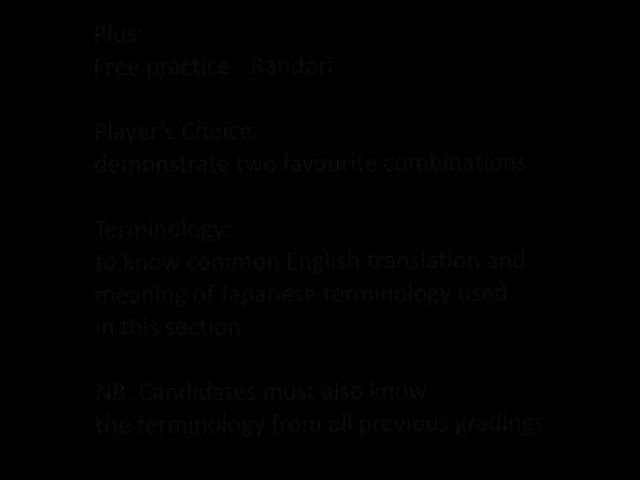 Plus:
Free practice - Randori
Player's Choice:
demonstrate two favourite combinations
Terminology:
to know common English translation and
meaning of Japanese terminology used
in this section
NB. Candidates must also know
the terminology from all previous gradings